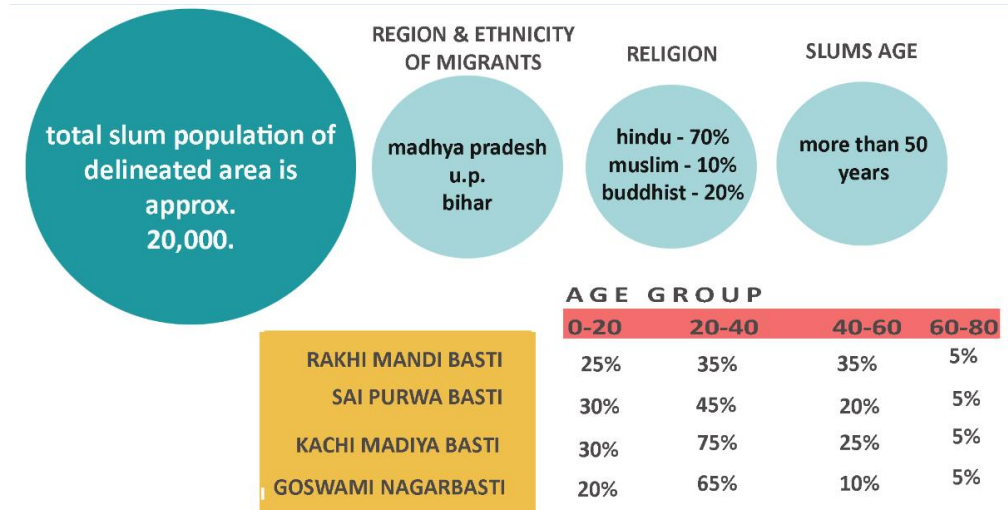 total slum population of
delineated area is
approx.
20,000.
REGION & ETHNICITY
OF MIGRANTS
madhya pradesh
u.p.
bihar
RELIGION
hindu - 70%
muslim - 10%
buddhist - 20%
SLUMS AGE
more than 50
years
AGE GROUP
0-20 20-40 40-60 60-80
RAKHI MANDI BASTI 25% 35% 35% 5%
SAI PURWA BASTI 30% 45% 20% 5%
KACHI MADIYA BASTI 30% 75% 25% 5%
GOSWAMI NAGARBASTI 20% 65% 10% 5%